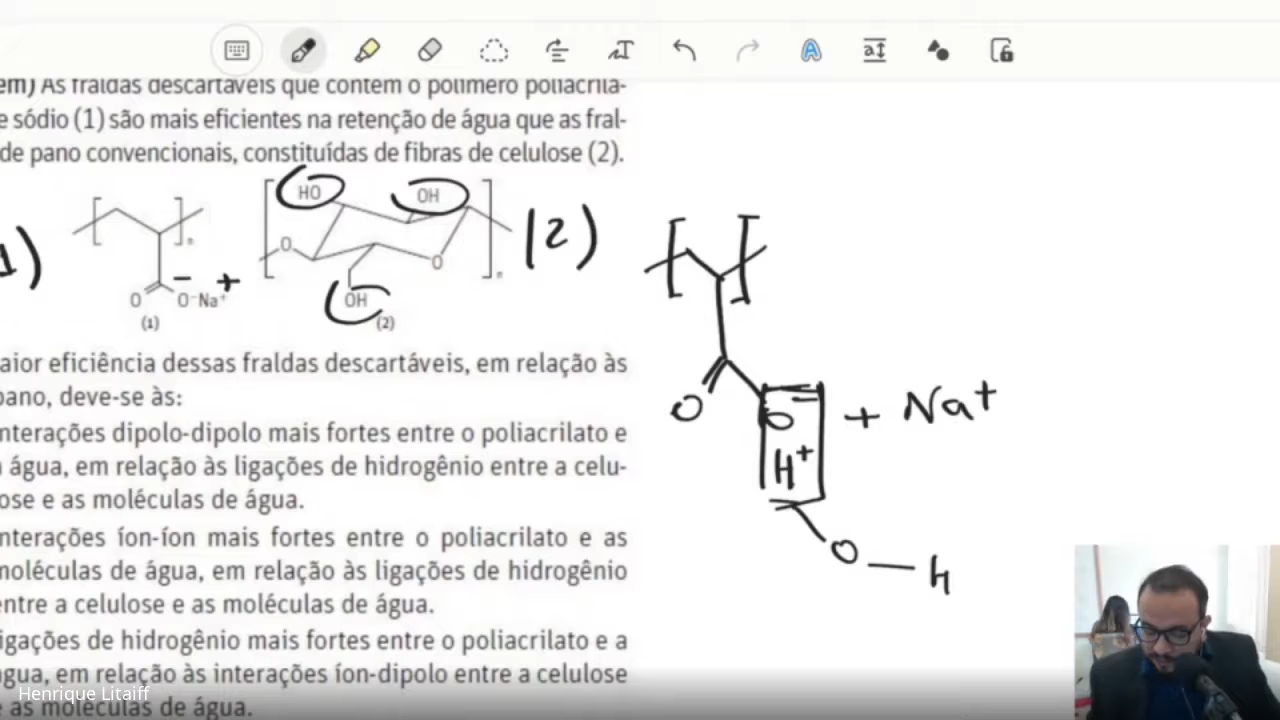 em) As fraldas descartáveis que contêm o polímero poliacrila-
e sódio (1) são mais eficientes na retenção de água que as fral-
de pano convencionais, constituídas de fibras de celulose (2).
HO OH
O O
OH
O O⁻Na⁺
(1) (2)
1) - + (2)
aior eficiência dessas fraldas descartáveis, em relação às
pano, deve-se às:
nterações dipolo-dipolo mais fortes entre o poliacrilato e
a água, em relação às ligações de hidrogênio entre a celu-
ose e as moléculas de água.
nterações íon-íon mais fortes entre o poliacrilato e as
moléculas de água, em relação às ligações de hidrogênio
entre a celulose e as moléculas de água.
igações de hidrogênio mais fortes entre o poliacrilato e a
água, em relação às interações íon-dipolo entre a celulose
e as moléculas de água.
O O⁻ + Na⁺
H⁺
O — H
Henrique Litaiff